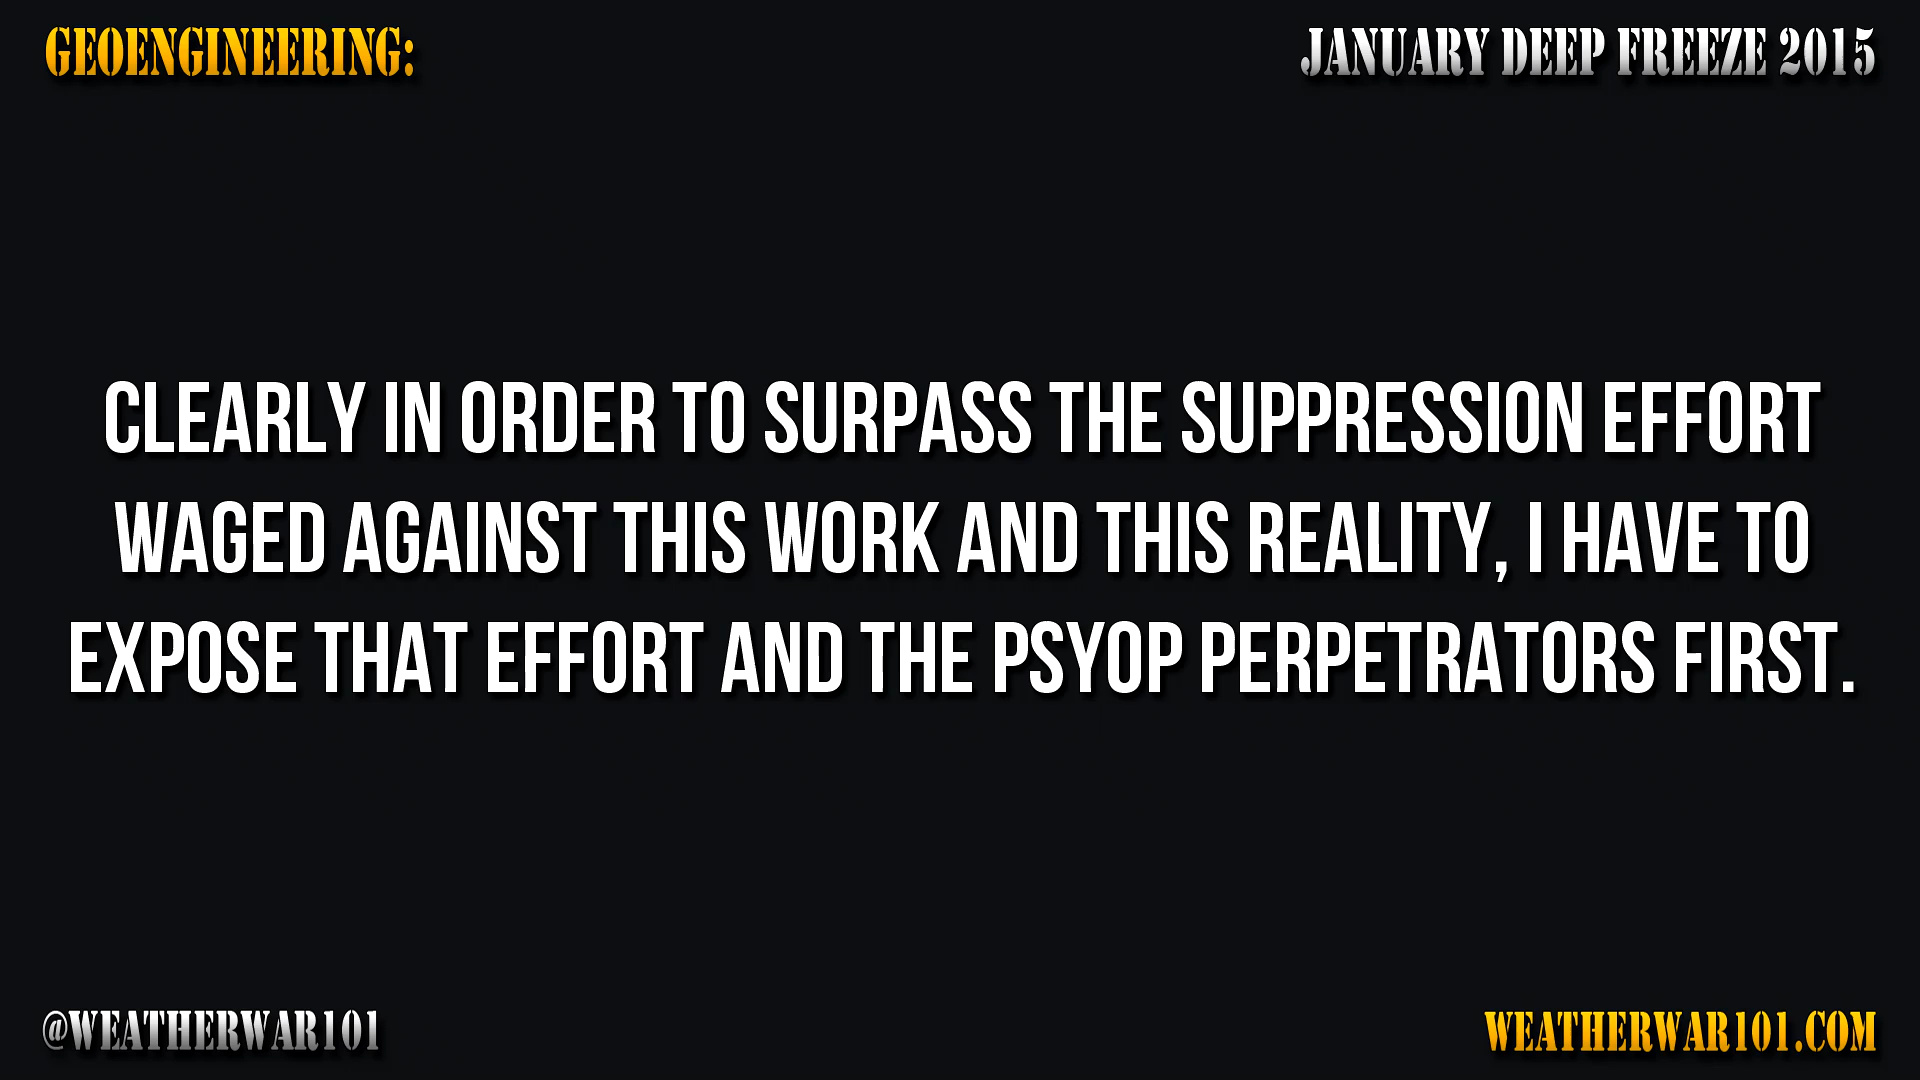 GEOENGINEERING:
JANUARY DEEP FREEZE 2015
CLEARLY IN ORDER TO SURPASS THE SUPPRESSION EFFORT
WAGED AGAINST THIS WORK AND THIS REALITY, I HAVE TO
EXPOSE THAT EFFORT AND THE PSYOP PERPETRATORS FIRST.
@WEATHERWAR101
WEATHERWAR101.COM